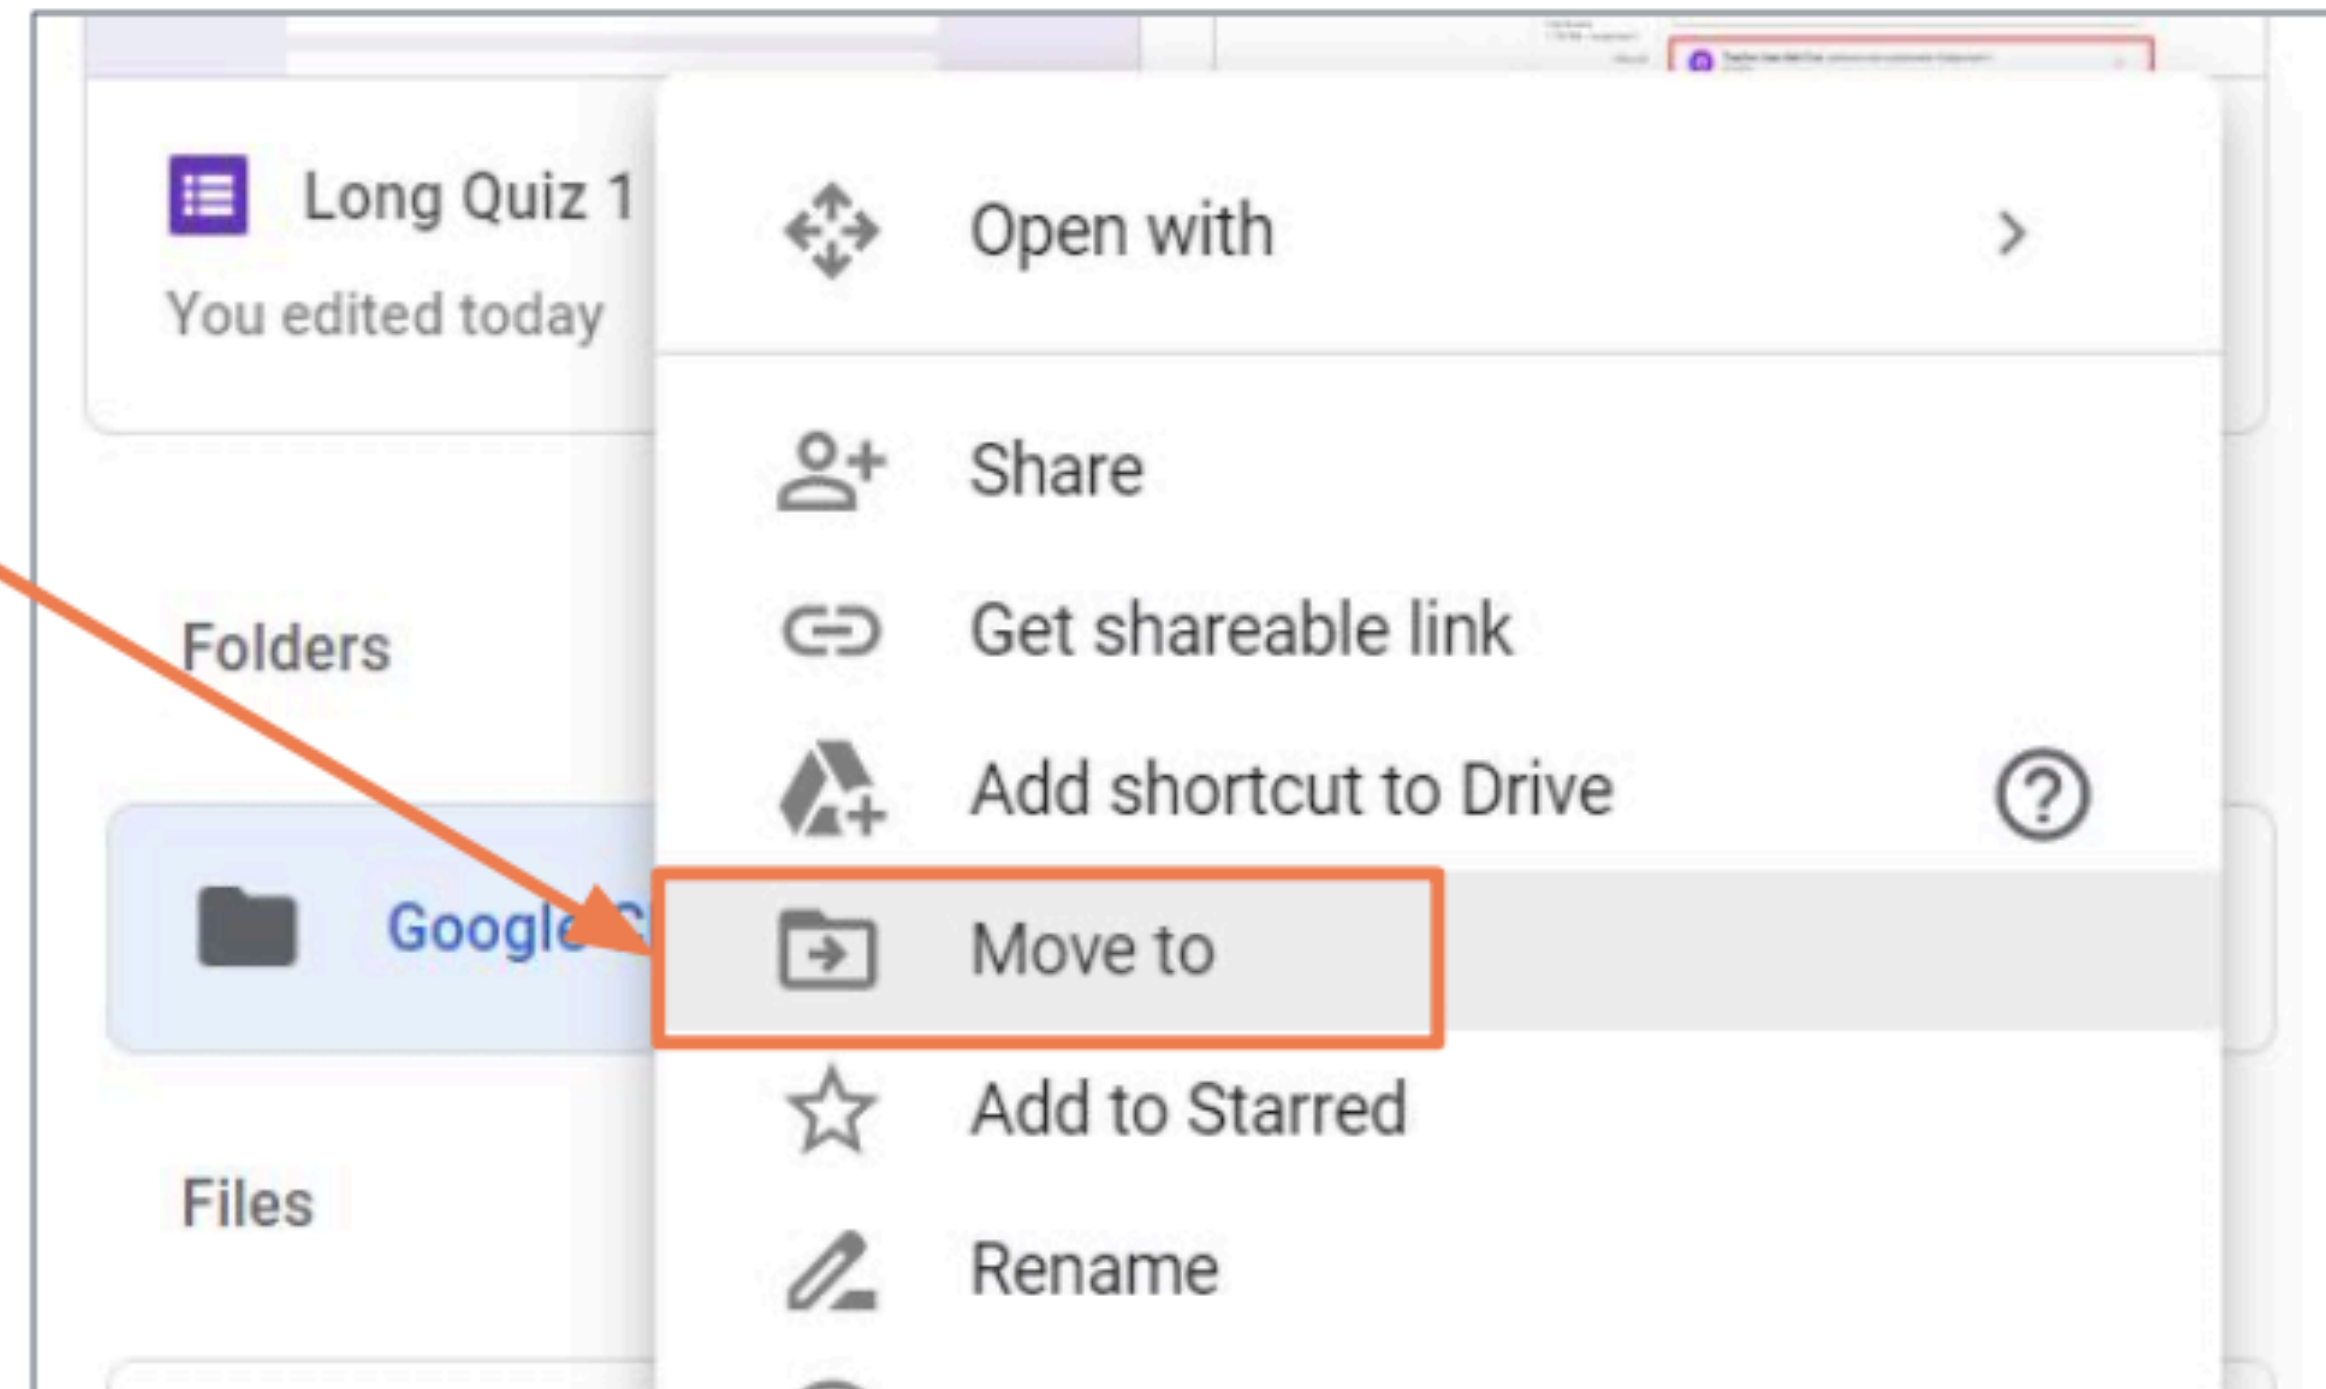 Long Quiz 1
You edited today
Open with
Share
Folders
Get shareable link
Add shortcut to Drive
Google
Move to
Add to Starred
Files
Rename